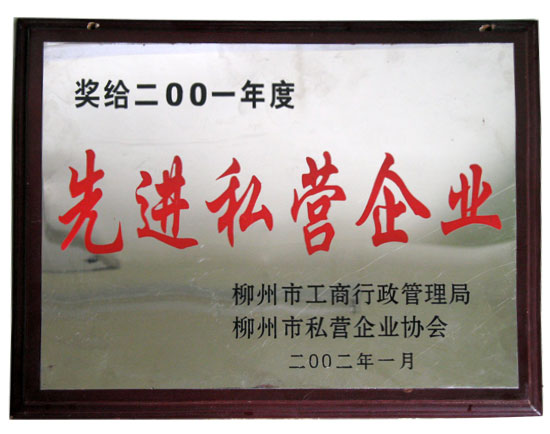 奖给二00一年度
先进私营企业
柳州市工商行政管理局
柳州市私营企业协会
二00二年一月